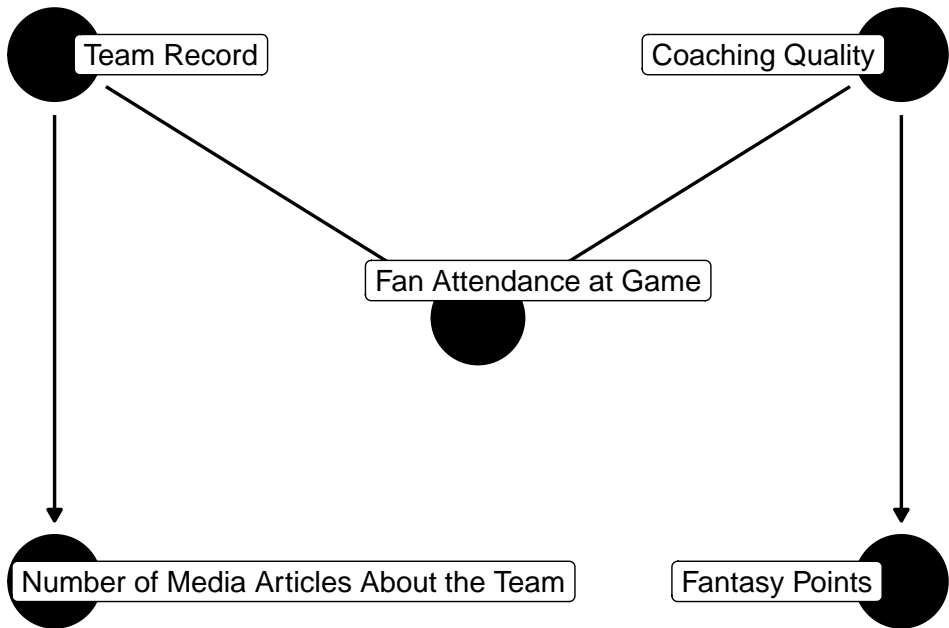 Team Record
Coaching Quality
Fan Attendance at Game
Number of Media Articles About the Team
Fantasy Points